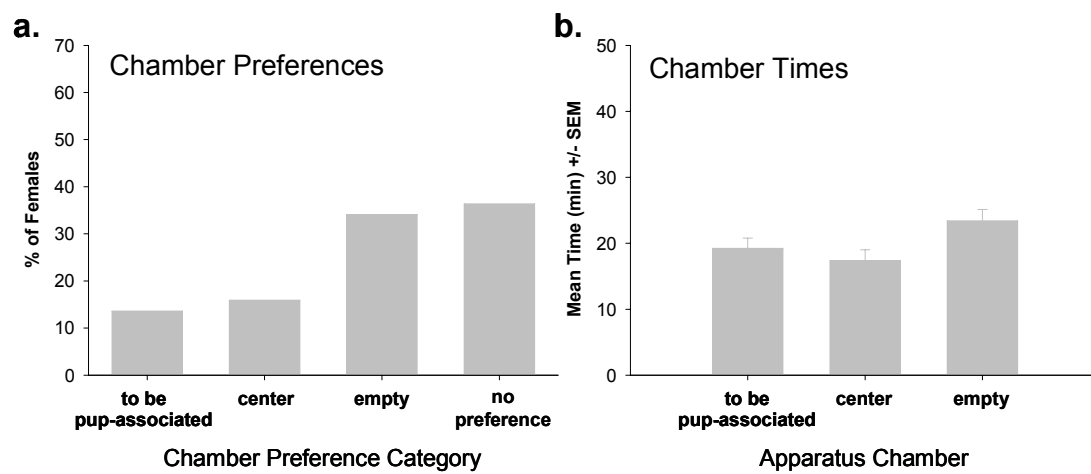 a.
Chamber Preferences
% of Females
70
60
50
40
30
20
10
0
to be
pup-associated
center
empty
no
preference
Chamber Preference Category
b.
Chamber Times
Mean Time (min) +/- SEM
50
40
30
20
10
0
to be
pup-associated
center
empty
Apparatus Chamber